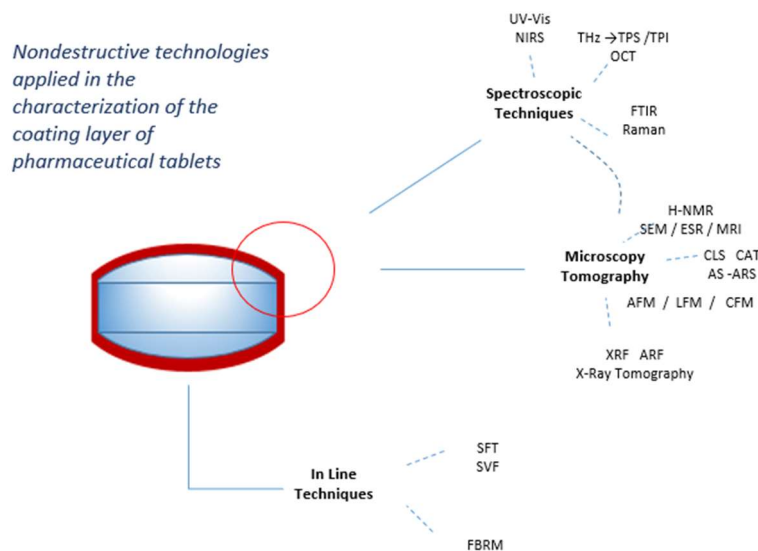 Nondestructive technologies
applied in the
characterization of the
coating layer of
pharmaceutical tablets
UV-Vis
NIRS
THz →TPS /TPI
OCT
Spectroscopic
Techniques
FTIR
Raman
H-NMR
SEM / ESR / MRI
Microscopy
Tomography
CLS CAT
AS -ARS
AFM / LFM / CFM
XRF ARF
X-Ray Tomography
In Line
Techniques
SFT
SVF
FBRM